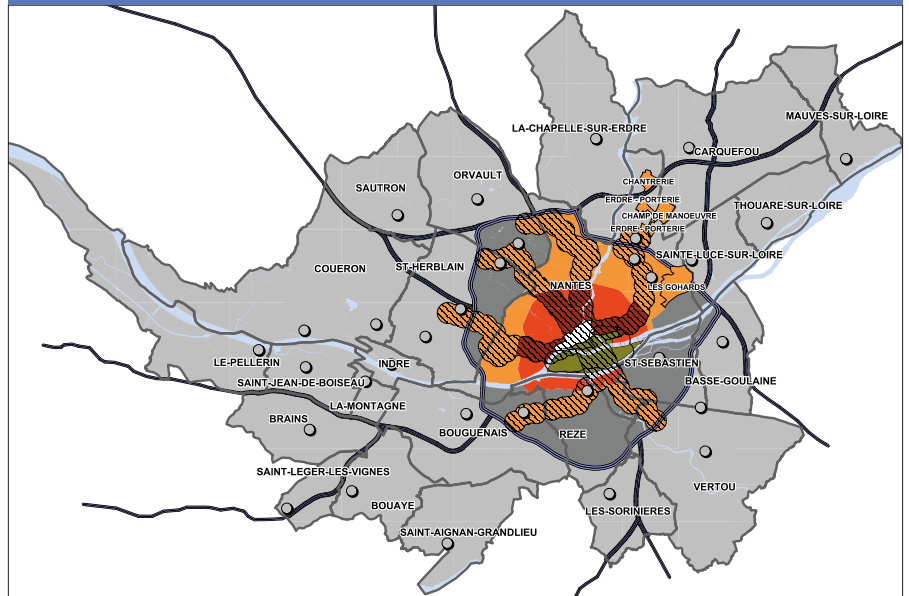 MAUVES-SUR-LOIRE
LA-CHAPELLE-SUR-ERDRE
CARQUEFOU
ORVAULT
CHANTRERIE
SAUTRON
ERDRE - PORTERIE
THOUARE-SUR-LOIRE
CHAMP DE MANOEUVRE
ERDRE - PORTERIE
SAINTE-LUCE-SUR-LOIRE
ST-HERBLAIN
COUERON
NANTES
LES GOHARDS
LE-PELLERIN
INDRE
ST-SEBASTIEN
SAINT-JEAN-DE-BOISEAU
BASSE-GOULAINE
LA-MONTAGNE
BRAINS
BOUGUENAIS
REZE
SAINT-LEGER-LES-VIGNES
VERTOU
BOUAYE
LES-SORINIERES
SAINT-AIGNAN-GRANDLIEU